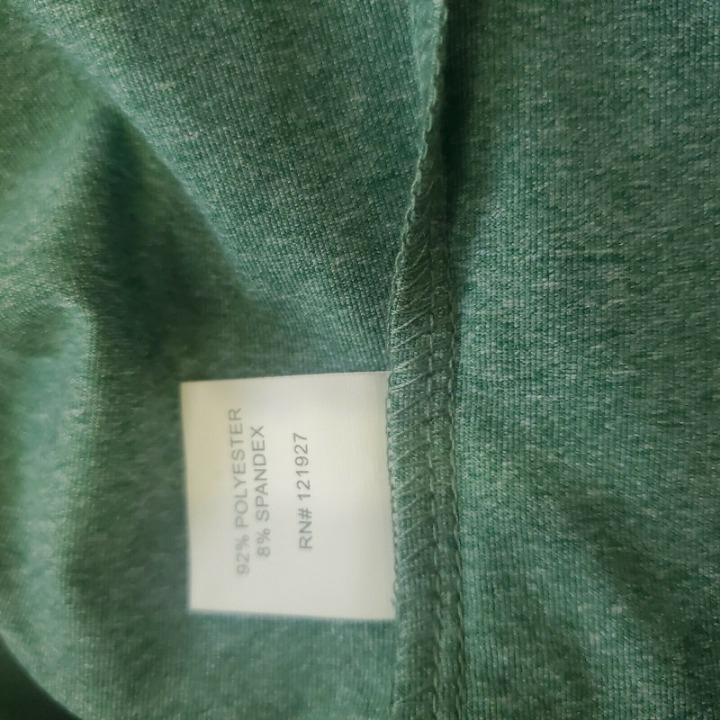 92% POLYESTER
8% SPANDEX
RN# 121927